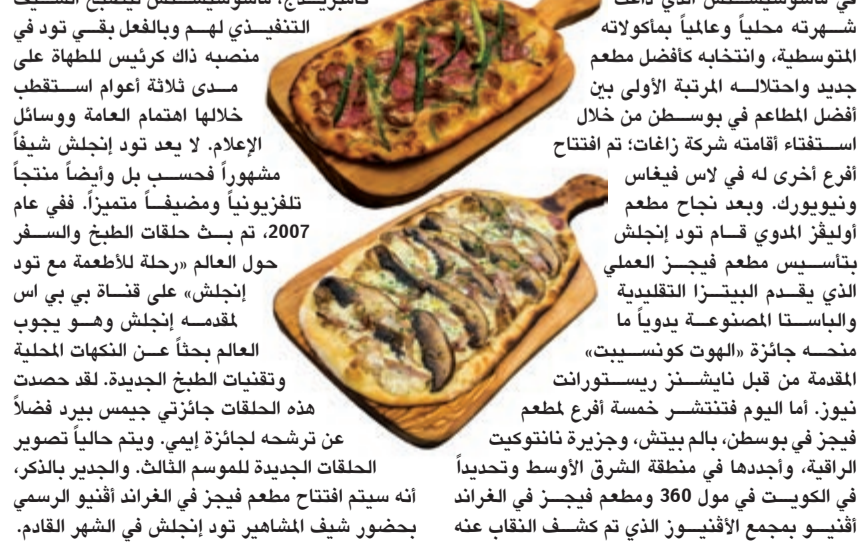 في ماسوشيستس الذي ذاعت
شهرته محلياً وعالمياً بمأكولاته
المتوسطية، وانتخابه كأفضل مطعم
جديد واحتلاله المرتبة الأولى بين
أفضل المطاعم في بوسطن من خلال
استفتاء أقامته شركة زاغات؛ تم افتتاح
أفرع أخرى له في لاس فيغاس
ونيويورك. وبعد نجاح مطعم
أوليڤز المدوي قام تود إنجلش
بتأسيس مطعم فيجز العملي
الذي يقدم البيتزا التقليدية
والباستا المصنوعة يدوياً ما
منحه جائزة «الهوت كونسيبت»
المقدمة من قبل نايشنز ريستورانت
نيوز. أما اليوم فتنتشر خمسة أفرع لمطعم
فيجز في بوسطن، بالم بيتش، وجزيرة نانتوكيت
الراقية، وأجددها في منطقة الشرق الأوسط وتحديداً
في الكويت في مول 360 ومطعم فيجز في الغراند
أڤنيو بمجمع الأڤنيوز الذي تم كشف النقاب عنه
التنفيذي لهم وبالفعل بقي تود في
منصبه ذاك كرئيس للطهاة على
مدى ثلاثة أعوام استقطب
خلالها اهتمام العامة ووسائل
الإعلام. لا يعد تود إنجلش شيفاً
مشهوراً فحسب بل وأيضاً منتجاً
تلفزيونياً ومضيفاً متميزاً. ففي عام
2007، تم بث حلقات الطبخ والسفر
حول العالم «رحلة للأطعمة مع تود
إنجلش» على قناة بي بي اس
لمقدمه إنجلش وهو يجوب
العالم بحثاً عن النكهات المحلية
وتقنيات الطبخ الجديدة. لقد حصدت
هذه الحلقات جائزتي جيمس بيرد فضلاً
عن ترشحه لجائزة إيمي. ويتم حالياً تصوير
الحلقات الجديدة للموسم الثالث. والجدير بالذكر،
أنه سيتم افتتاح مطعم فيجز في الغراند أڤنيو الرسمي
بحضور شيف المشاهير تود إنجلش في الشهر القادم.